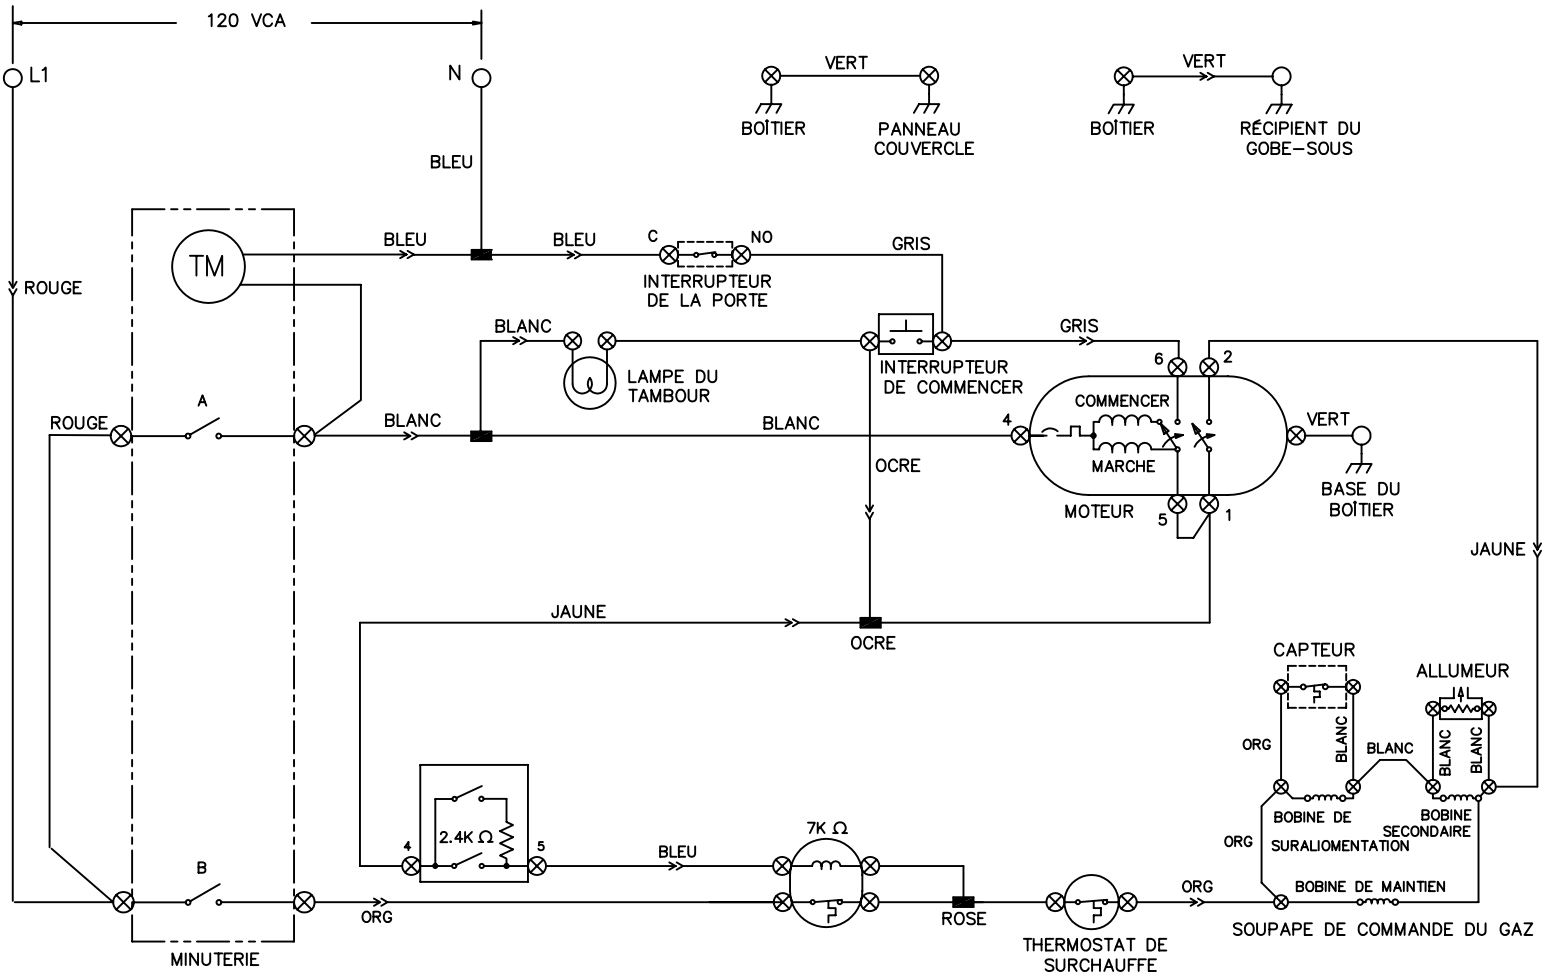 120 VCA
L1
N
VERT
VERT
BOÎTIER
PANNEAU
COUVERCLE
BOÎTIER
RÉCIPIENT DU
GOBE-SOUS
BLEU
BLEU
BLEU
C
NO
GRIS
TM
INTERRUPTEUR
DE LA PORTE
ROUGE
BLANC
GRIS
6
2
INTERRUPTEUR
DE COMMENCER
LAMPE DU
TAMBOUR
A
ROUGE
BLANC
BLANC
4
COMMENCER
MARCHE
VERT
OCRE
BASE DU
BOÎTIER
MOTEUR
5
1
JAUNE
JAUNE
OCRE
CAPTEUR
ALLUMEUR
ORG
BLANC
BLANC
BLANC
BLANC
BOBINE DE
SURALIOMENTATION
BOBINE
SECONDAIRE
4
2.4K Ω
5
BLEU
7K Ω
ORG
B
ORG
ROSE
ORG
BOBINE DE MAINTIEN
SOUPAPE DE COMMANDE DU GAZ
THERMOSTAT DE
SURCHAUFFE
MINUTERIE